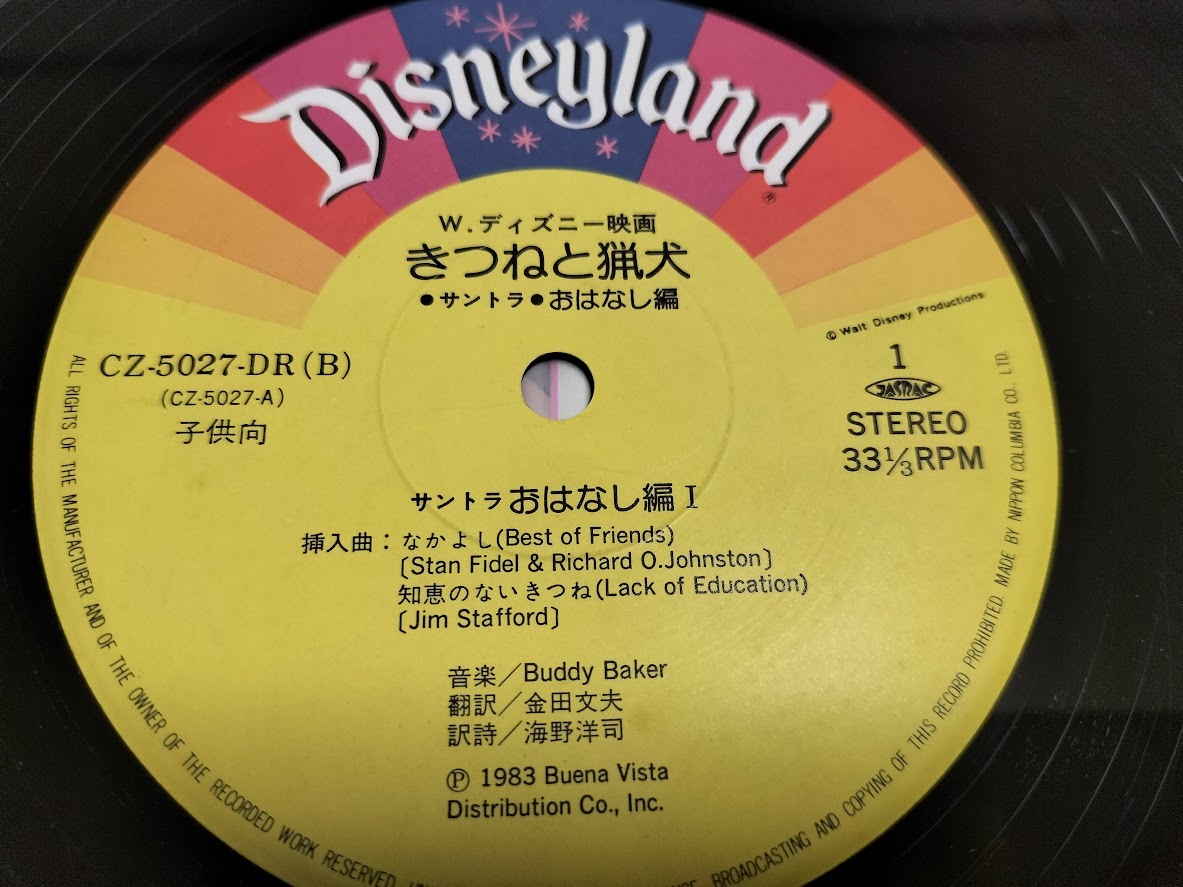 Disneyland®
W.ディズニー映画
きつねと猟犬
●サントラ●おはなし編
© Walt Disney Productions
CZ-5027-DR(B)
(CZ-5027-A)
子供向
1
JASRAC
STEREO
33⅓RPM
サントラ おはなし編 I
挿入曲：なかよし(Best of Friends)
〔Stan Fidel & Richard O.Johnston〕
知恵のないきつね(Lack of Education)
〔Jim Stafford〕
音楽／Buddy Baker
翻訳／金田文夫
訳詩／海野洋司
Ⓟ 1983 Buena Vista
Distribution Co., Inc.
ALL RIGHTS OF THE MANUFACTURER AND OF THE OWNER OF THE RECORDED WORK RESERVED.
BROADCASTING AND COPYING OF THIS RECORD PROHIBITED. MADE BY NIPPON COLUMBIA CO., LTD.